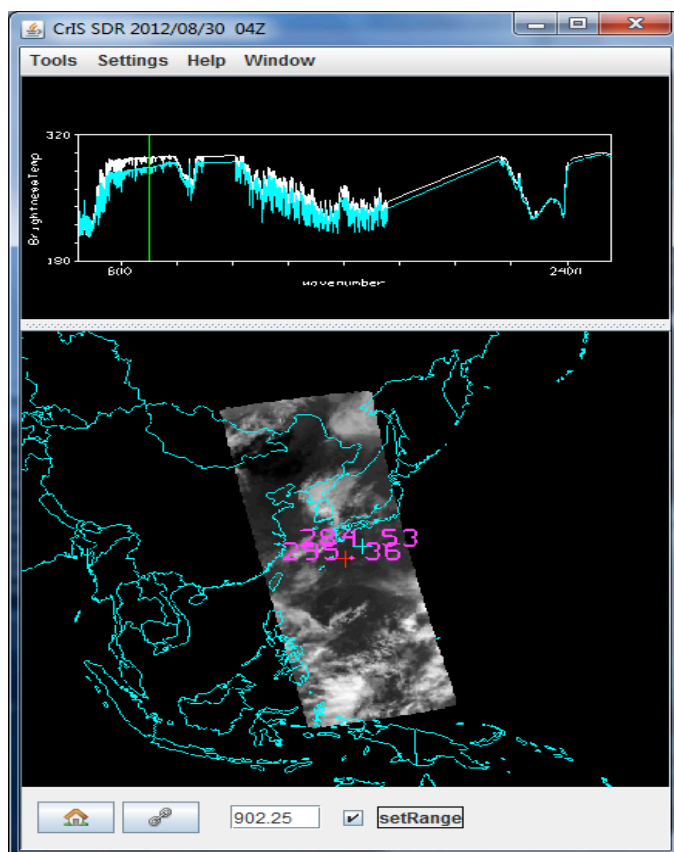 CrIS SDR 2012/08/30 04Z
Tools Settings Help Window
320
BrightnessTemp
180
800 2400
wavenumber
284.53
295.36
902.25 setRange